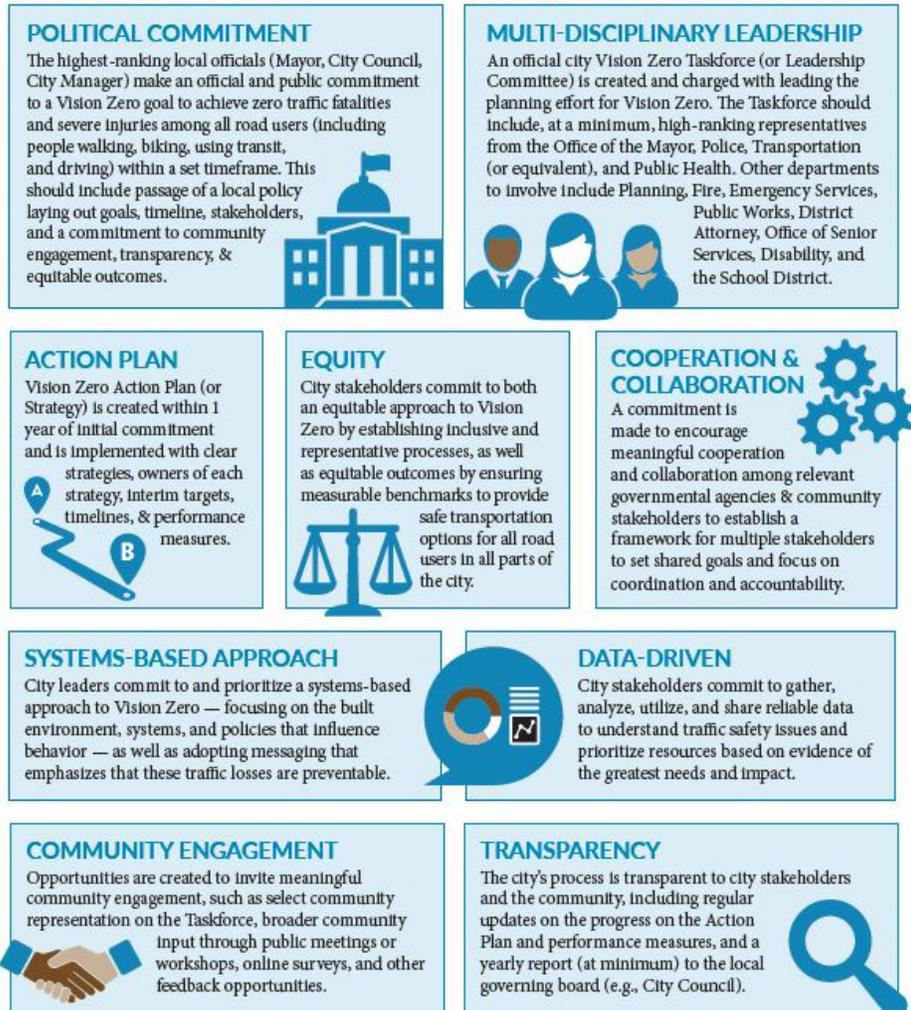 POLITICAL COMMITMENT
The highest-ranking local officials (Mayor, City Council,
City Manager) make an official and public commitment
to a Vision Zero goal to achieve zero traffic fatalities
and severe injuries among all road users (including
people walking, biking, using transit,
and driving) within a set timeframe. This
should include passage of a local policy
laying out goals, timeline, stakeholders,
and a commitment to community
engagement, transparency, &
equitable outcomes.
MULTI-DISCIPLINARY LEADERSHIP
An official city Vision Zero Taskforce (or Leadership
Committee) is created and charged with leading the
planning effort for Vision Zero. The Taskforce should
include, at a minimum, high-ranking representatives
from the Office of the Mayor, Police, Transportation
(or equivalent), and Public Health. Other departments
to involve include Planning, Fire, Emergency Services,
Public Works, District
Attorney, Office of Senior
Services, Disability, and
the School District.
ACTION PLAN
Vision Zero Action Plan (or
Strategy) is created within 1
year of initial commitment
and is implemented with clear
strategies, owners of each
strategy, interim targets,
timelines, & performance
measures.
A
B
EQUITY
City stakeholders commit to both
an equitable approach to Vision
Zero by establishing inclusive and
representative processes, as well
as equitable outcomes by ensuring
measurable benchmarks to provide
safe transportation
options for all road
users in all parts of
the city.
COOPERATION &
COLLABORATION
A commitment is
made to encourage
meaningful cooperation
and collaboration among relevant
governmental agencies & community
stakeholders to establish a
framework for multiple stakeholders
to set shared goals and focus on
coordination and accountability.
SYSTEMS-BASED APPROACH
City leaders commit to and prioritize a systems-based
approach to Vision Zero — focusing on the built
environment, systems, and policies that influence
behavior — as well as adopting messaging that
emphasizes that these traffic losses are preventable.
DATA-DRIVEN
City stakeholders commit to gather,
analyze, utilize, and share reliable data
to understand traffic safety issues and
prioritize resources based on evidence of
the greatest needs and impact.
COMMUNITY ENGAGEMENT
Opportunities are created to invite meaningful
community engagement, such as select community
representation on the Taskforce, broader community
input through public meetings or
workshops, online surveys, and other
feedback opportunities.
TRANSPARENCY
The city's process is transparent to city stakeholders
and the community, including regular
updates on the progress on the Action
Plan and performance measures, and a
yearly report (at minimum) to the local
governing board (e.g., City Council).